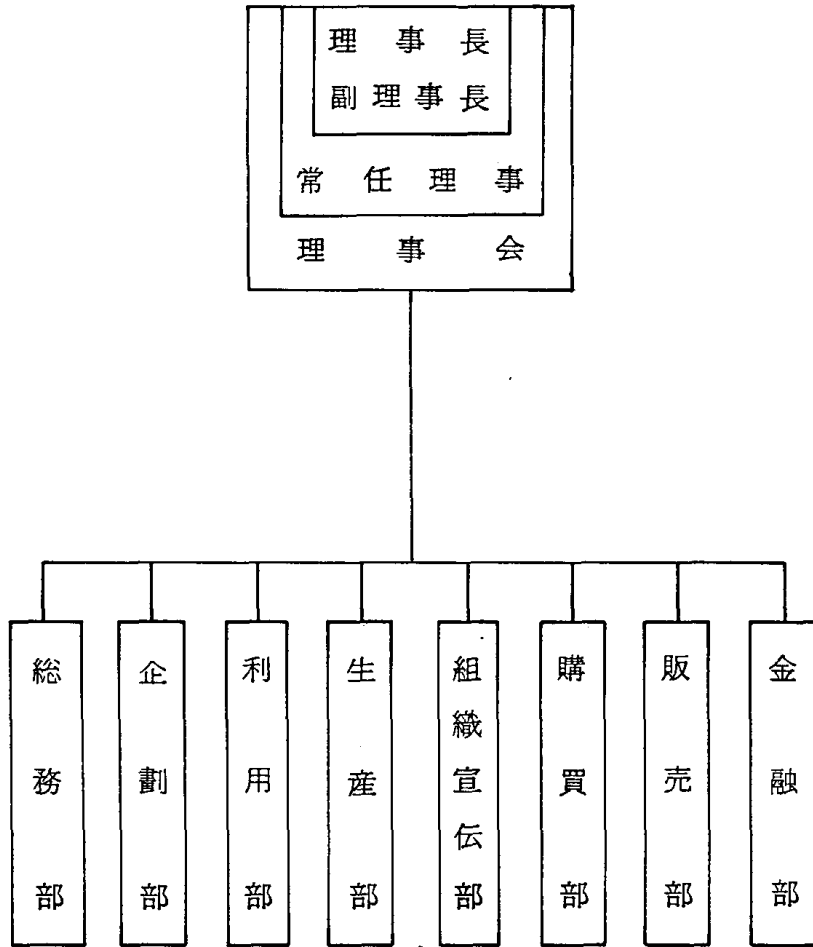 理事長
副理事長
常任理事
理事会
総務部
企劃部
利用部
生産部
組織宣伝部
購買部
販売部
金融部